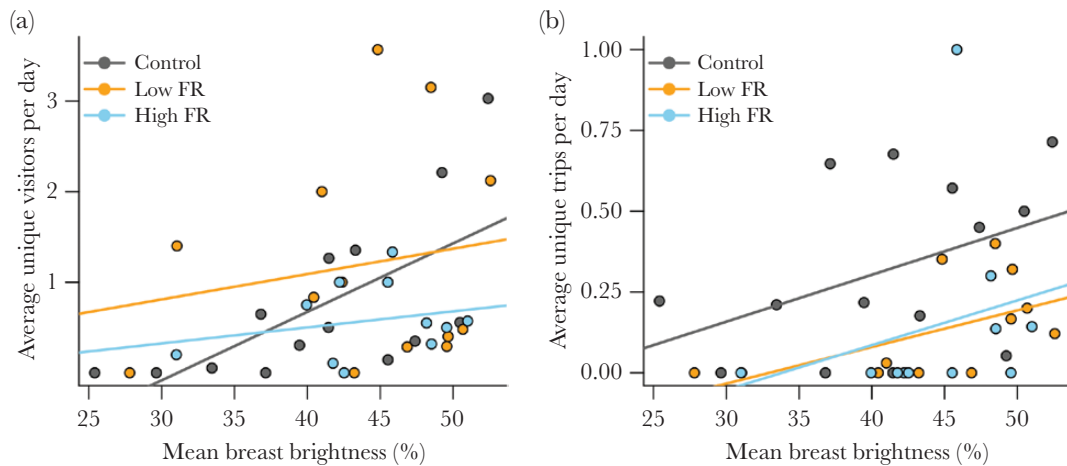 (a)
Control
Low FR
High FR
3
2
1
Average unique visitors per day
25 30 35 40 45 50
Mean breast brightness (%)
(b)
Control
Low FR
High FR
1.00
0.75
0.50
0.25
0.00
Average unique trips per day
25 30 35 40 45 50
Mean breast brightness (%)